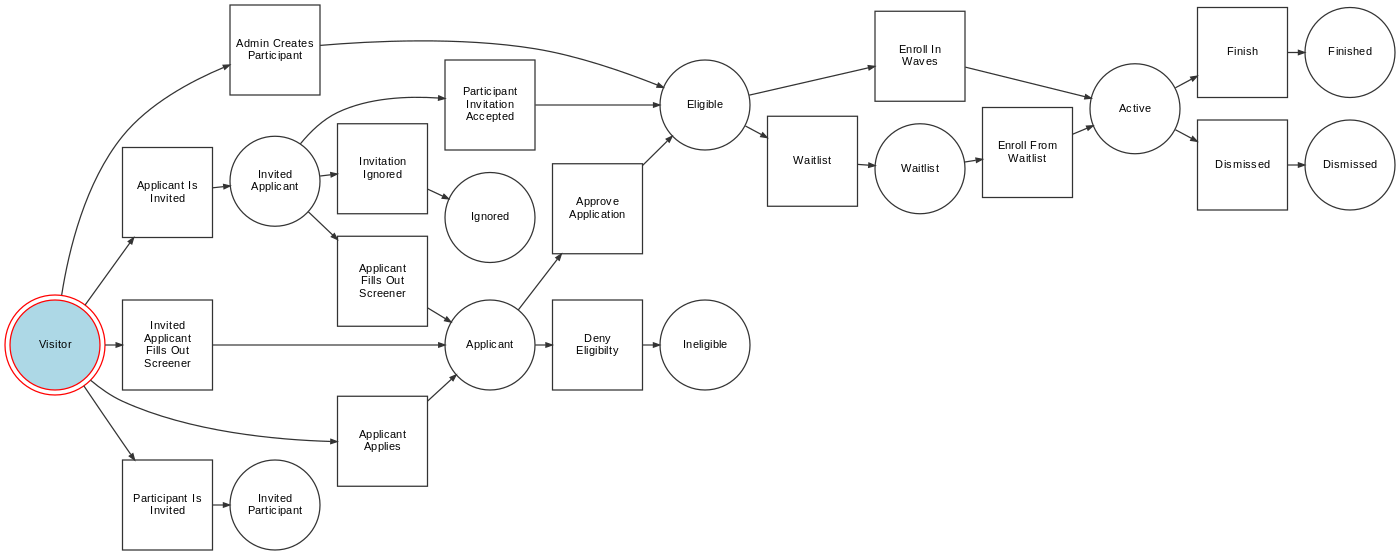 Admin Creates
Participant
Participant
Invitation
Accepted
Invitation
Ignored
Applicant Is
Invited
Invited
Applicant
Ignored
Applicant
Fills Out
Screener
Approve
Application
Eligible
Enroll In
Waves
Waitlist
Waitlist
Enroll From
Waitlist
Active
Finish
Finished
Dismissed
Dismissed
Visitor
Invited
Applicant
Fills Out
Screener
Applicant
Deny
Eligibilty
Ineligible
Applicant
Applies
Participant Is
Invited
Invited
Participant